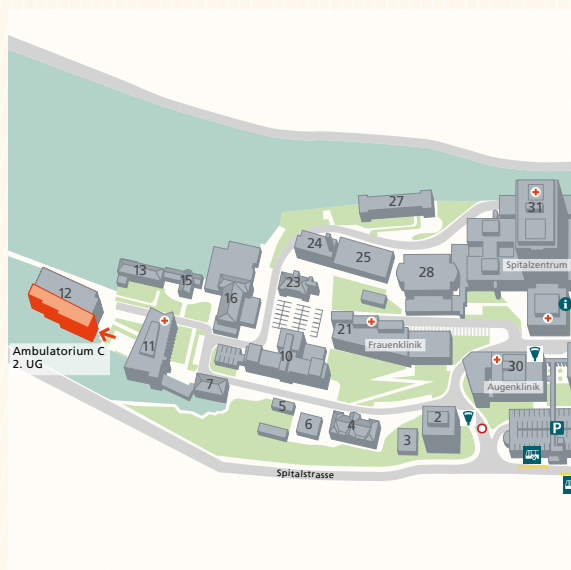 27
31
24
25
Spitalzentrum
13
15
28
23
12
16
i
21
Frauenklinik
11
10
30
Ambulatorium C
2. UG
7
Augenklinik
5
2
6
4
P
3
Spitalstrasse